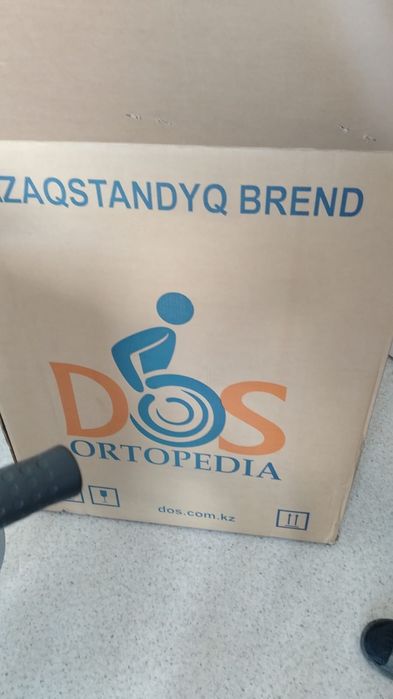 ZAQSTANDYQ BREND
DOS
ORTOPEDIA
dos.com.kz